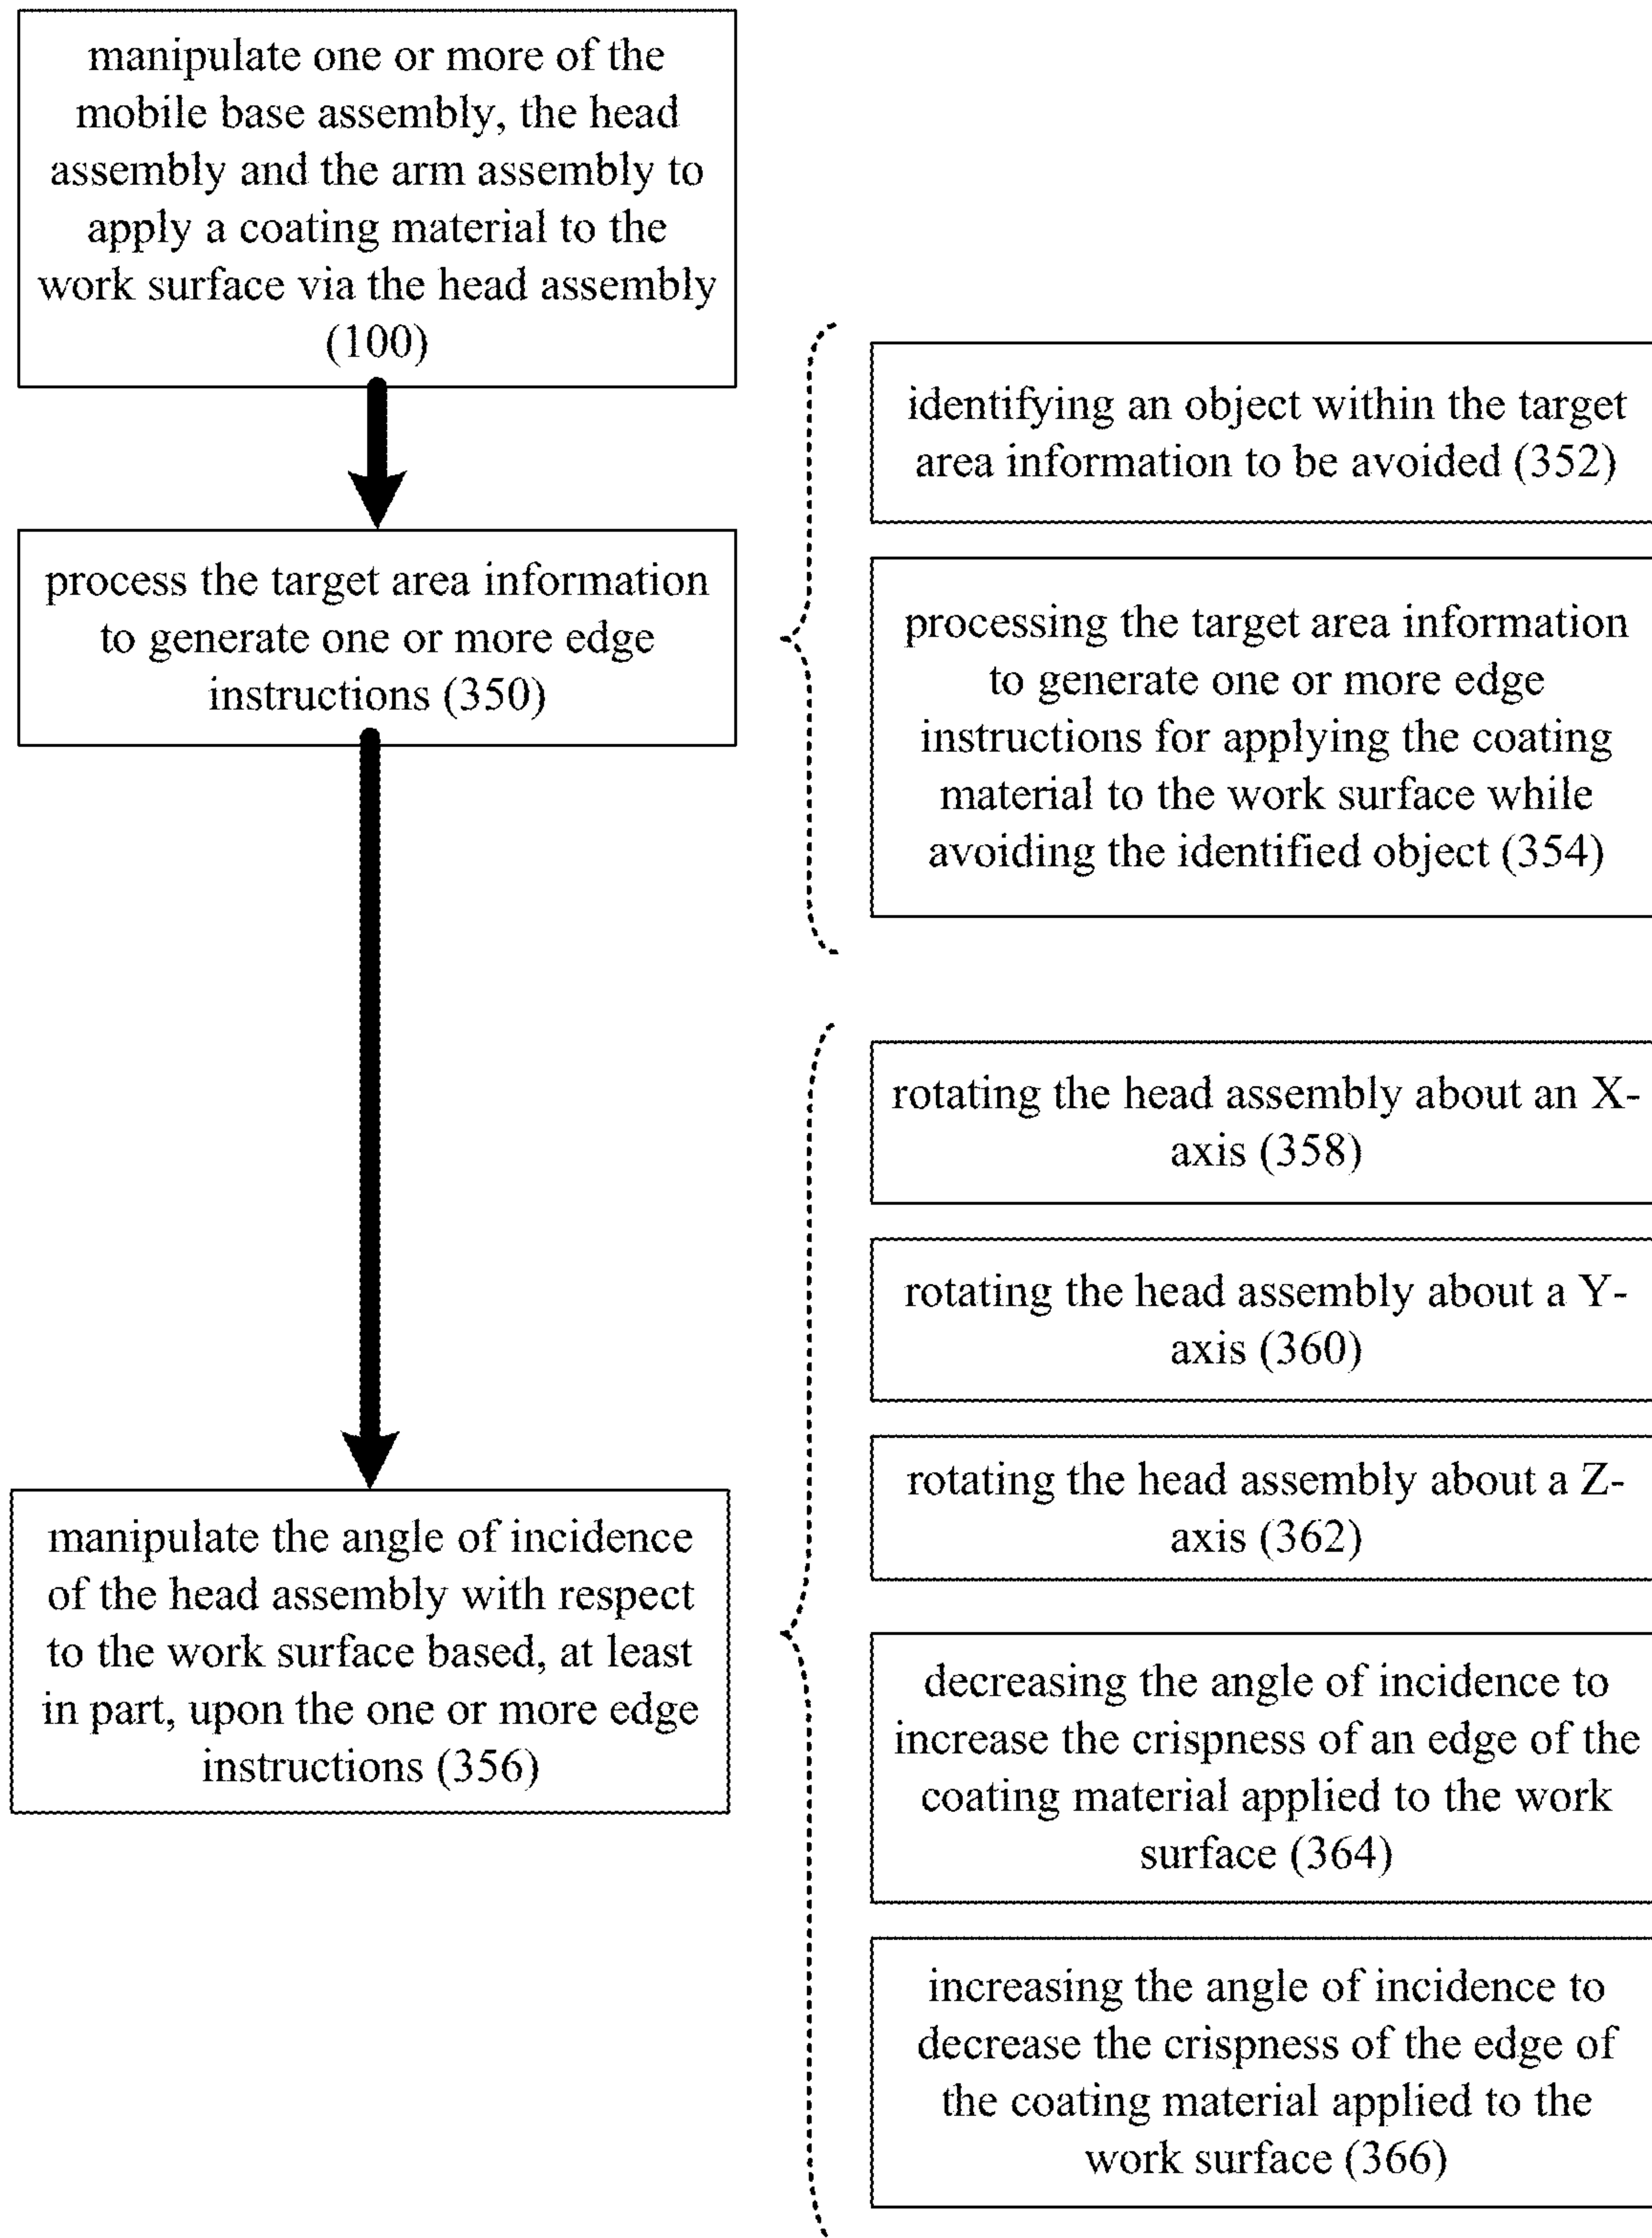 manipulate one or more of the
mobile base assembly, the head
assembly and the arm assembly to
apply a coating material to the
work surface via the head assembly
(100)
process the target area information
to generate one or more edge
instructions (350)
identifying an object within the target
area information to be avoided (352)
processing the target area information
to generate one or more edge
instructions for applying the coating
material to the work surface while
avoiding the identified object (354)
manipulate the angle of incidence
of the head assembly with respect
to the work surface based, at least
in part, upon the one or more edge
instructions (356)
rotating the head assembly about an X-
axis (358)
rotating the head assembly about a Y-
axis (360)
rotating the head assembly about a Z-
axis (362)
decreasing the angle of incidence to
increase the crispness of an edge of the
coating material applied to the work
surface (364)
increasing the angle of incidence to
decrease the crispness of the edge of
the coating material applied to the
work surface (366)